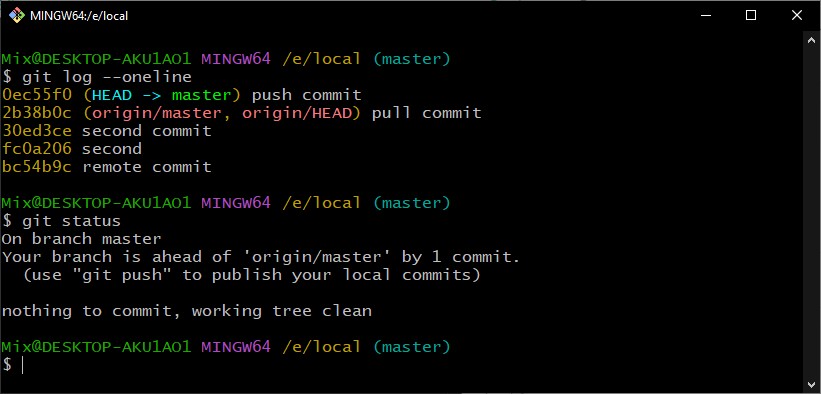 MINGW64:/e/local
Mix@DESKTOP-AKU1AO1 MINGW64 /e/local (master)
$ git log --oneline
0ec55f0 (HEAD -> master) push commit
2b38b0c (origin/master, origin/HEAD) pull commit
30ed3ce second commit
fc0a206 second
bc54b9c remote commit
Mix@DESKTOP-AKU1AO1 MINGW64 /e/local (master)
$ git status
On branch master
Your branch is ahead of 'origin/master' by 1 commit.
  (use "git push" to publish your local commits)
nothing to commit, working tree clean
Mix@DESKTOP-AKU1AO1 MINGW64 /e/local (master)
$